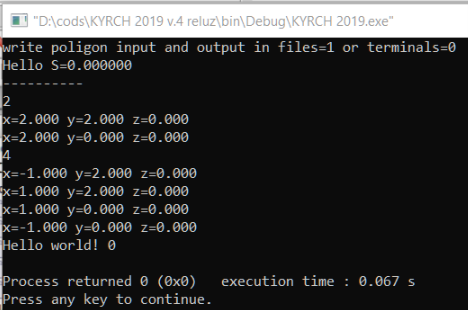 "D:\cods\KYRCH 2019 v.4 reluz\bin\Debug\KYRCH 2019.exe"
write poligon input and output in files=1 or terminals=0
Hello S=0.000000
----------
2
x=2.000 y=2.000 z=0.000
x=2.000 y=0.000 z=0.000
4
x=-1.000 y=2.000 z=0.000
x=1.000 y=2.000 z=0.000
x=1.000 y=0.000 z=0.000
x=-1.000 y=0.000 z=0.000
Hello world! 0
Process returned 0 (0x0)   execution time : 0.067 s
Press any key to continue.